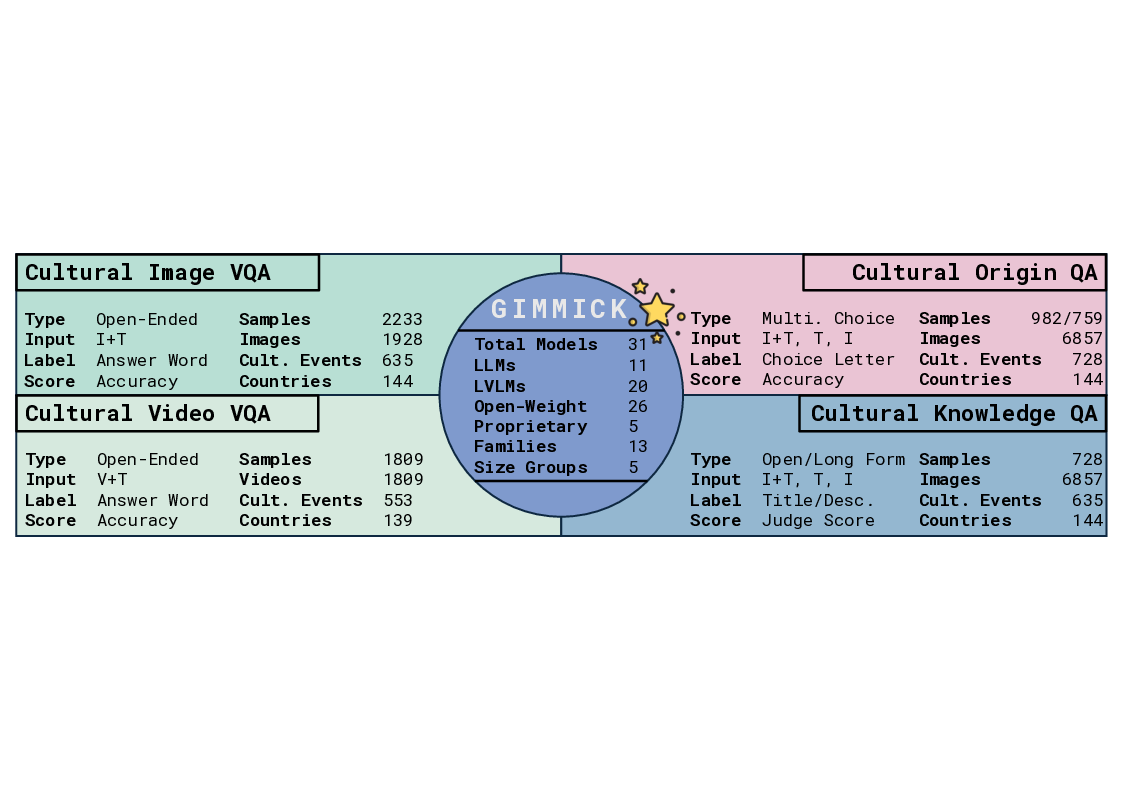 Cultural Image VQA
Type Open-Ended Samples 2233
Input I+T Images 1928
Label Answer Word Cult. Events 635
Score Accuracy Countries 144
Cultural Origin QA
Type Multi. Choice Samples 982/759
Input I+T, T, I Images 6857
Label Choice Letter Cult. Events 728
Score Accuracy Countries 144
GIMMICK
Total Models 31
LLMs 11
LVLMs 20
Open-Weight 26
Proprietary 5
Families 13
Size Groups 5
Cultural Video VQA
Type Open-Ended Samples 1809
Input V+T Videos 1809
Label Answer Word Cult. Events 553
Score Accuracy Countries 139
Cultural Knowledge QA
Type Open/Long Form Samples 728
Input I+T, T, I Images 6857
Label Title/Desc. Cult. Events 635
Score Judge Score Countries 144